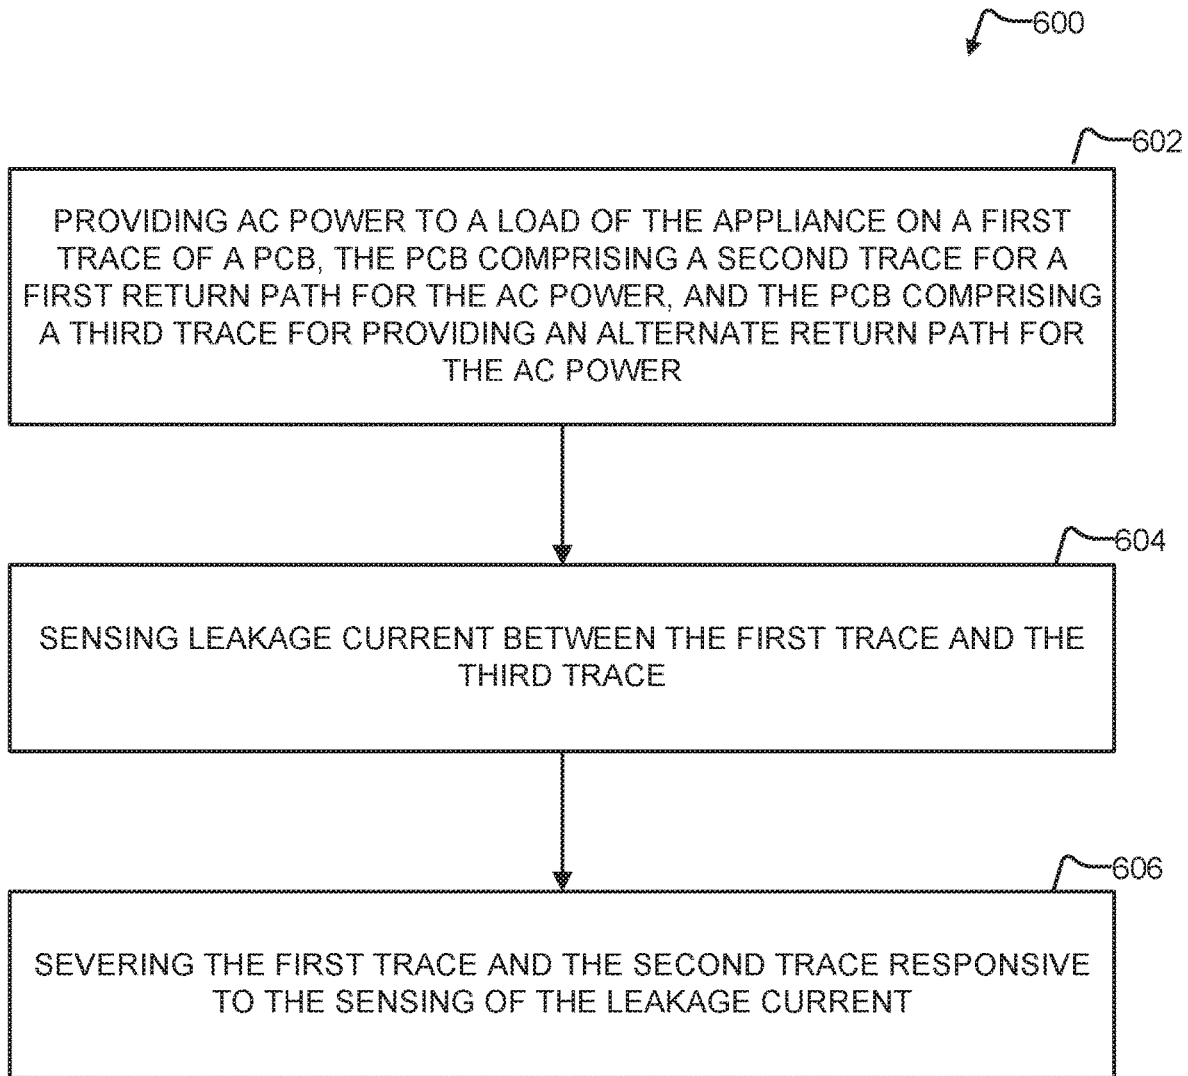 600
602
PROVIDING AC POWER TO A LOAD OF THE APPLIANCE ON A FIRST
TRACE OF A PCB, THE PCB COMPRISING A SECOND TRACE FOR A
FIRST RETURN PATH FOR THE AC POWER, AND THE PCB COMPRISING
A THIRD TRACE FOR PROVIDING AN ALTERNATE RETURN PATH FOR
THE AC POWER
604
SENSING LEAKAGE CURRENT BETWEEN THE FIRST TRACE AND THE
THIRD TRACE
606
SEVERING THE FIRST TRACE AND THE SECOND TRACE RESPONSIVE
TO THE SENSING OF THE LEAKAGE CURRENT